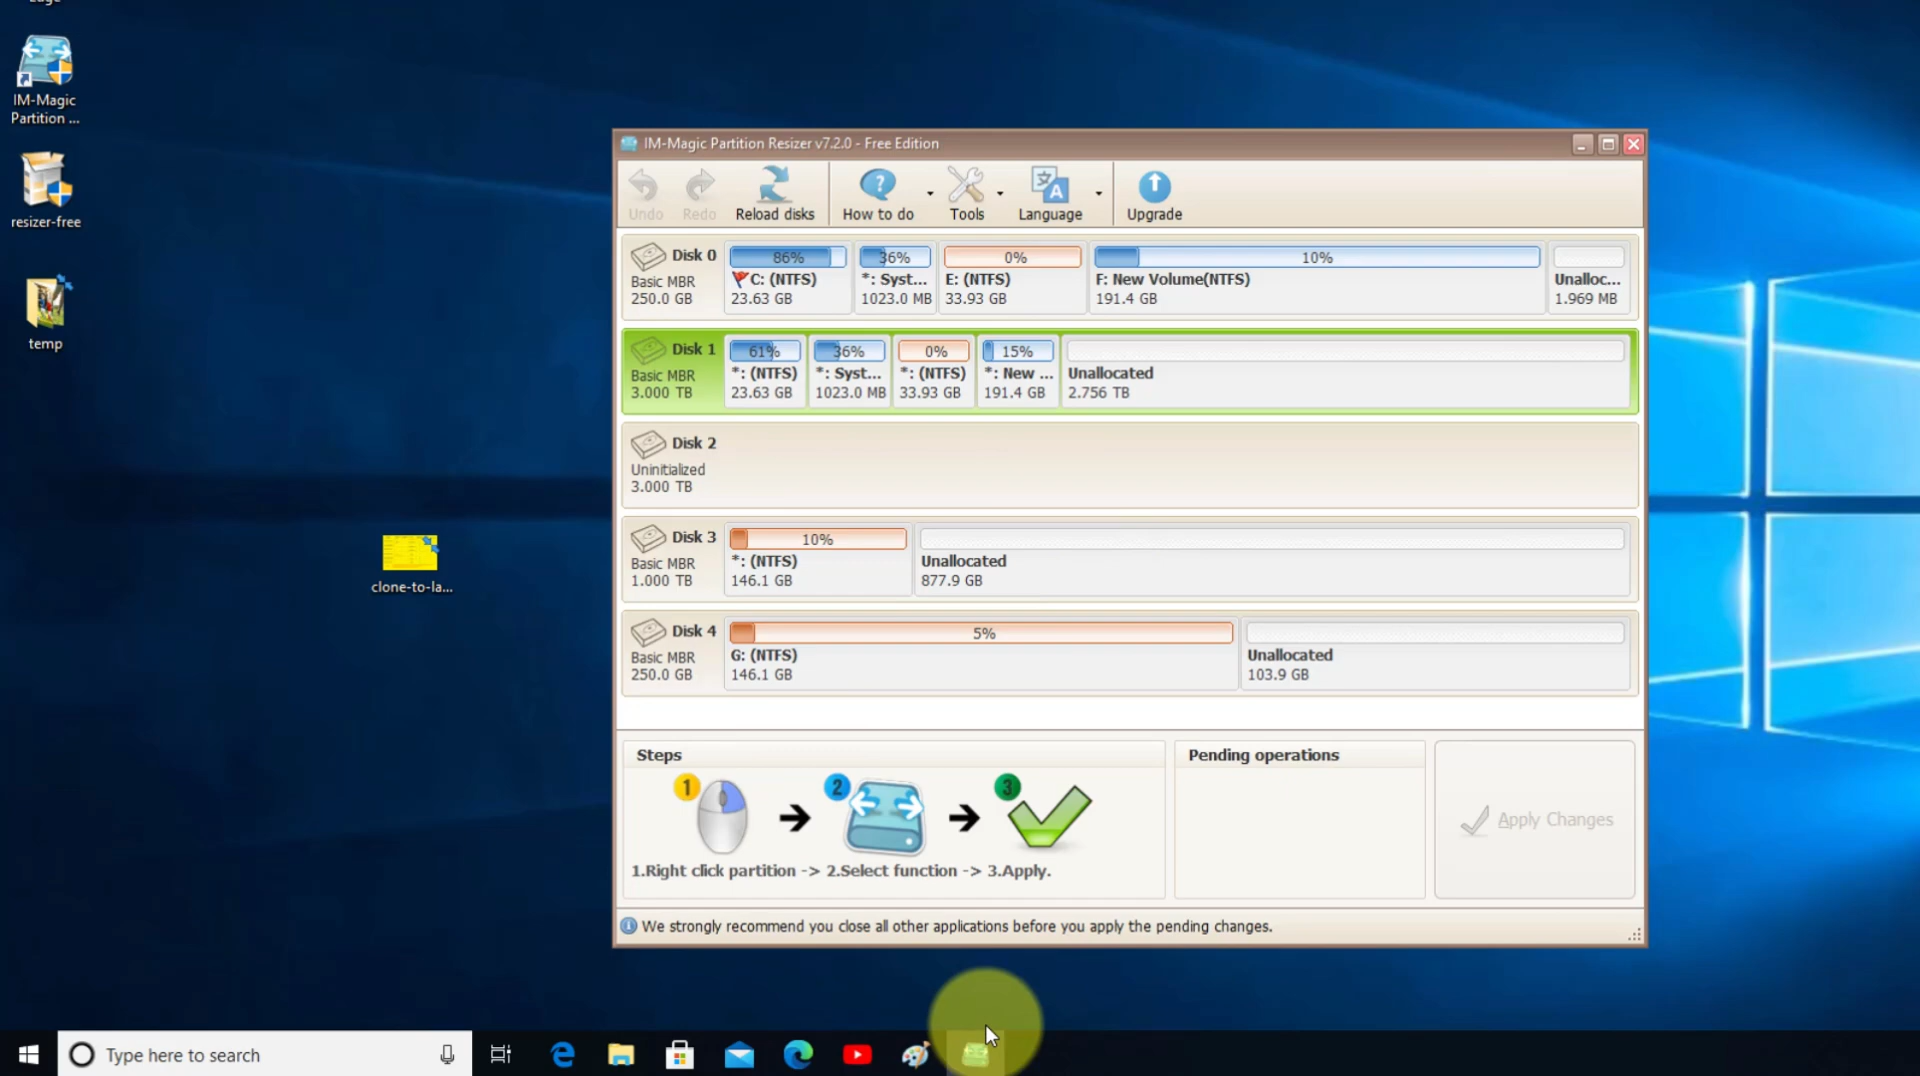 Edge
IM-Magic
Partition ...
resizer-free
temp
clone-to-la...
IM-Magic Partition Resizer v7.2.0 - Free Edition
Undo
Redo
Reload disks
How to do
Tools
Language
Upgrade
Disk 0
Basic MBR
250.0 GB
86%
C: (NTFS)
23.63 GB
36%
*: Syst...
1023.0 MB
0%
E: (NTFS)
33.93 GB
10%
F: New Volume(NTFS)
191.4 GB
Unalloc...
1.969 MB
Disk 1
Basic MBR
3.000 TB
61%
*: (NTFS)
23.63 GB
36%
*: Syst...
1023.0 MB
0%
*: (NTFS)
33.93 GB
15%
*: New ...
191.4 GB
Unallocated
2.756 TB
Disk 2
Uninitialized
3.000 TB
Disk 3
Basic MBR
1.000 TB
10%
*: (NTFS)
146.1 GB
Unallocated
877.9 GB
Disk 4
Basic MBR
250.0 GB
5%
G: (NTFS)
146.1 GB
Unallocated
103.9 GB
Steps
1
2
3
1.Right click partition -> 2.Select function -> 3.Apply.
Pending operations
Apply Changes
We strongly recommend you close all other applications before you apply the pending changes.
Type here to search